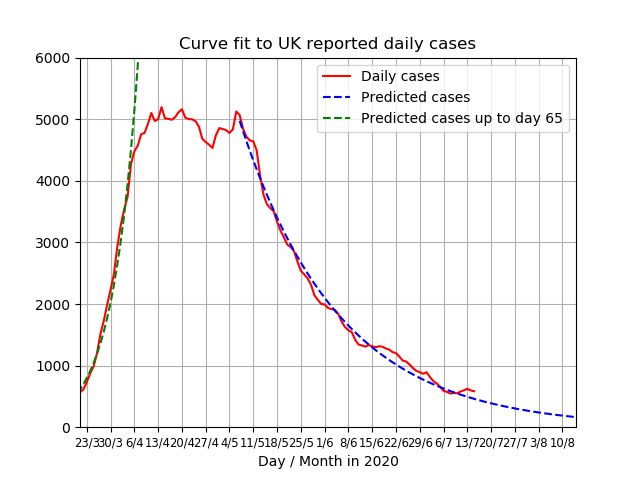 Curve fit to UK reported daily cases
6000
5000
4000
3000
2000
1000
0
Daily cases
Predicted cases
Predicted cases up to day 65
23/3 30/3 6/4 13/4 20/4 27/4 4/5 11/5 18/5 25/5 1/6 8/6 15/6 22/6 29/6 6/7 13/7 20/7 27/7 3/8 10/8
Day / Month in 2020